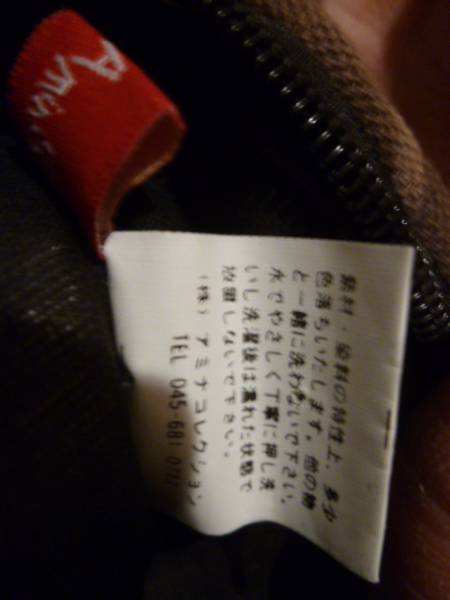 Amina
素材・染料の特性上、多少
色落ちいたします。他の物
と一緒に洗わないで下さい。
水でやさしく丁寧に押し洗
いし洗濯後は濡れた状態で
放置しないで下さい。
(株) アミナコレクション
TEL 045-681